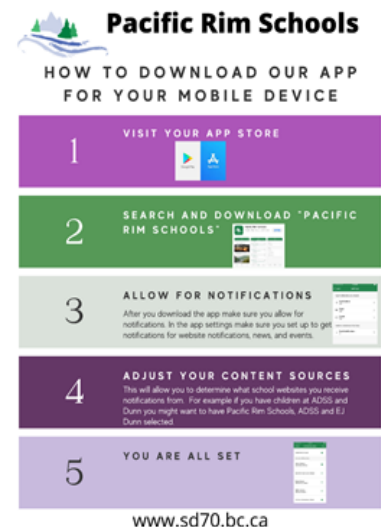 Pacific Rim Schools
HOW TO DOWNLOAD OUR APP
FOR YOUR MOBILE DEVICE
1
VISIT YOUR APP STORE
2
SEARCH AND DOWNLOAD "PACIFIC
RIM SCHOOLS"
3
ALLOW FOR NOTIFICATIONS
After you download the app make sure you allow for
notifications. In the app settings make sure you set up to get
notifications for website notifications, news, and events.
4
ADJUST YOUR CONTENT SOURCES
This will allow you to determine what school websites you receive
notifications from. For example if you have children at ADSS and
Dunn you might want to have Pacific Rim Schools, ADSS and EJ
Dunn selected
5
YOU ARE ALL SET
www.sd70.bc.ca